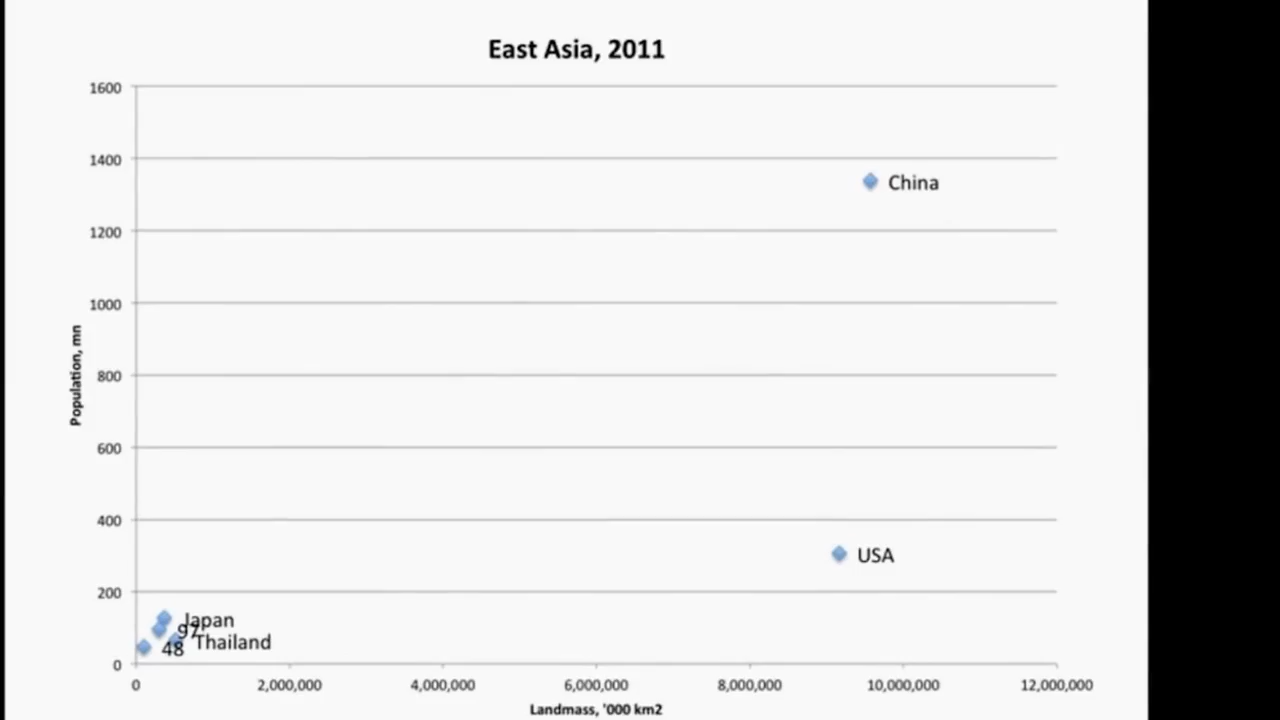 East Asia, 2011
1600
1400
China
1200
1000
Population, mn
800
600
400
USA
200
Japan
97
Thailand
48
0
0 2,000,000 4,000,000 6,000,000 8,000,000 10,000,000 12,000,000
Landmass, '000 km2